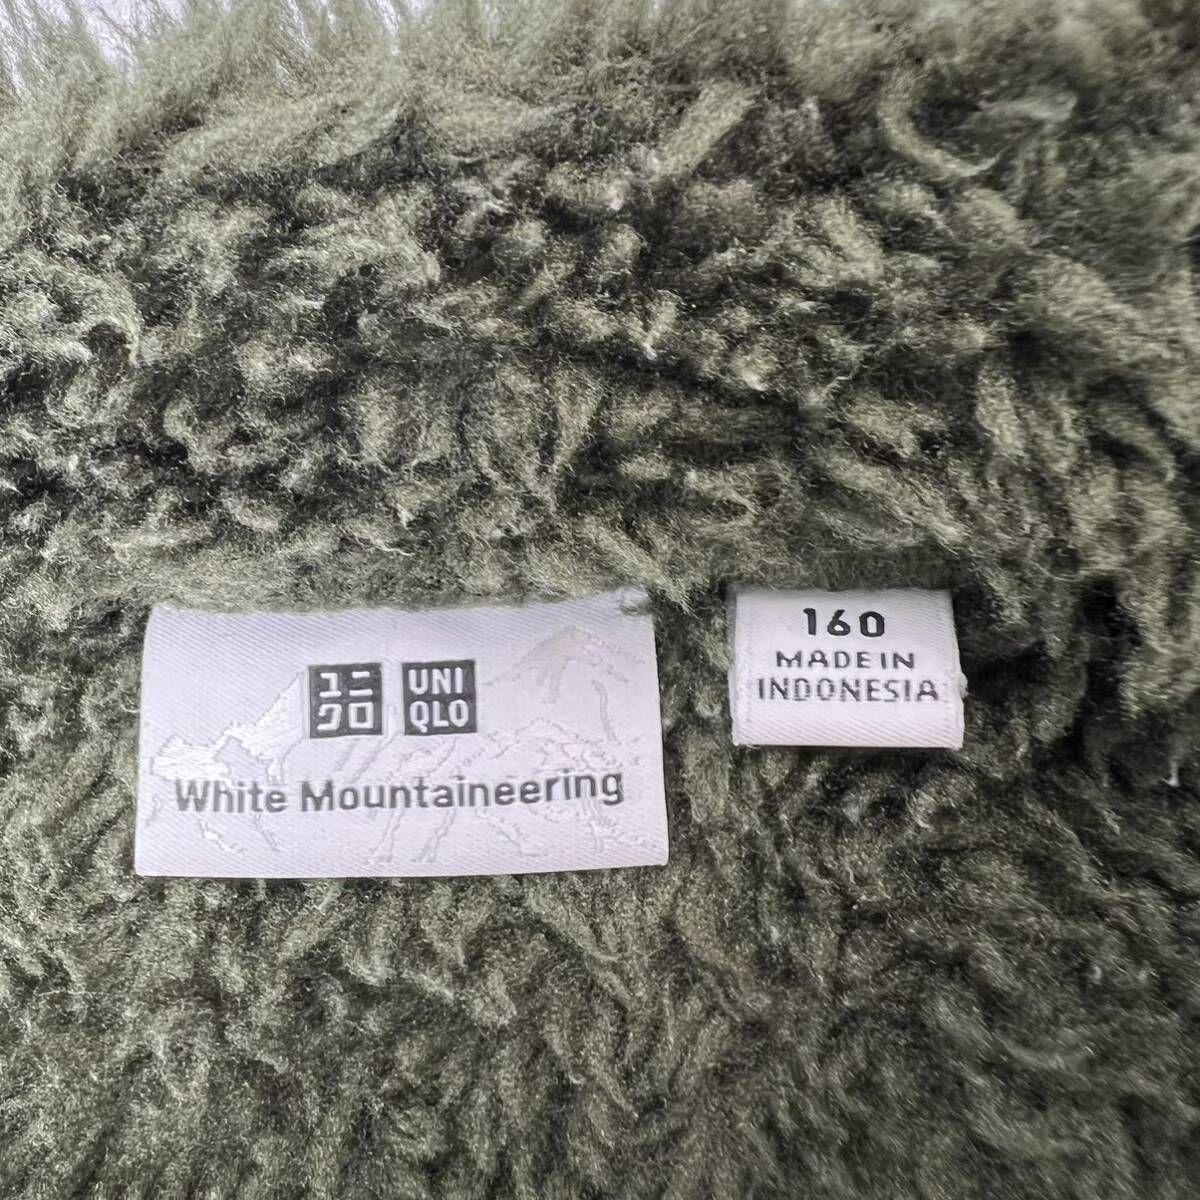 ユニ
クロ
UNI
QLO
White Mountaineering
160
MADE IN
INDONESIA